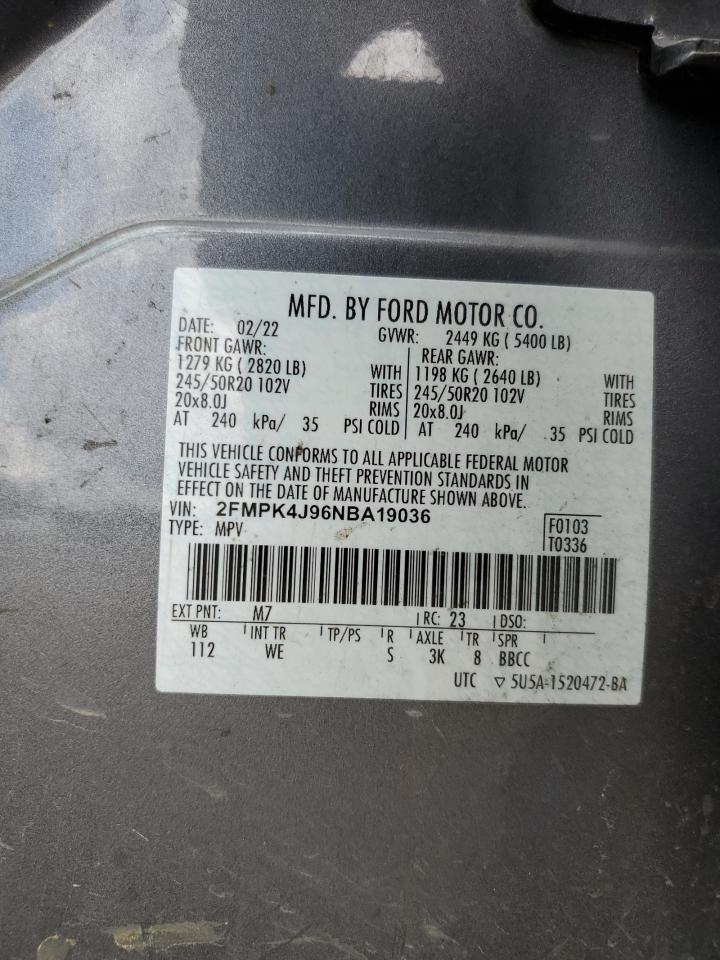 MFD. BY FORD MOTOR CO.
DATE: 02/22 GVWR: 2449 KG ( 5400 LB)
FRONT GAWR: REAR GAWR:
1279 KG ( 2820 LB) WITH 1198 KG ( 2640 LB) WITH
245/50R20 102V TIRES 245/50R20 102V TIRES
20x8.0J RIMS 20x8.0J RIMS
AT 240 kPa/ 35 PSI COLD AT 240 kPa/ 35 PSI COLD
THIS VEHICLE CONFORMS TO ALL APPLICABLE FEDERAL MOTOR
VEHICLE SAFETY AND THEFT PREVENTION STANDARDS IN
EFFECT ON THE DATE OF MANUFACTURE SHOWN ABOVE.
VIN: 2FMPK4J96NBA19036 F0103
TYPE: MPV T0336
EXT PNT: M7 RC: 23 DSO:
WB INT TR TP/PS R AXLE TR SPR
112 WE S 3K 8 BBCC
UTC ▽ 5U5A-1520472-BA